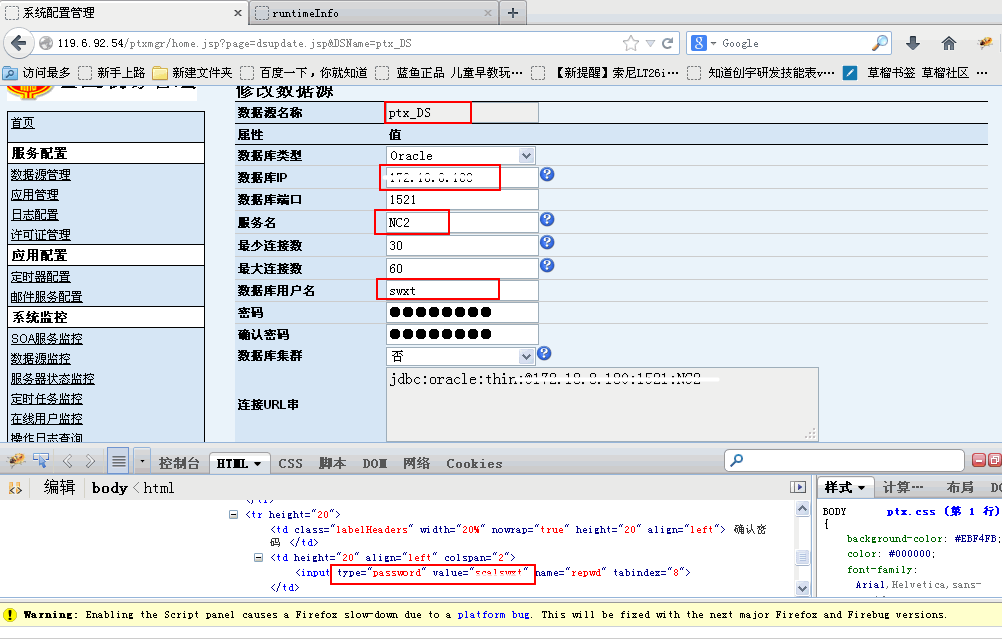 系统配置管理 × runtimeInfo × +
119.6.92.54/ptxmgr/home.jsp?page=dsupdate.jsp&DSName=ptx_DS Google
访问最多 新手上路 新建文件夹 百度一下，你就知道 蓝鱼正品 儿童早教玩… 【新提醒】索尼LT26i… 知道创宇研发技能表v… 草榴书签 草榴社区 …
首页
服务配置
数据源管理
应用管理
日志配置
许可证管理
应用配置
定时器配置
邮件服务配置
系统监控
SOA服务监控
数据源监控
服务器状态监控
定时任务监控
在线用户监控
操作日志查询
修改数据源
数据源名称 ptx_DS
属性 值
数据库类型 Oracle
数据库IP
数据库端口 1521
服务名 NC2
最少连接数 30
最大连接数 60
数据库用户名 swxt
密码 ●●●●●●●●
确认密码 ●●●●●●●●
数据库集群 否
连接URL串 jdbc:oracle:thin:
控制台 HTML CSS 脚本 DOM 网络 Cookies
编辑 body < html
<tr height="20">
<td class="labelHeaders" width="20%" nowrap="true" height="20" align="left"> 确认密
码 </td>
<td height="20" align="left" colspan="2">
<input type="password" value= name="repwd" tabindex="8">
</td>
样式 计算… 布局 DO
BODY ptx.css (第 1 行)
{
background-color: #EBF4FB;
color: #000000;
font-family:
Arial,Helvetica,sans-
Warning: Enabling the Script panel causes a Firefox slow-down due to a platform bug. This will be fixed with the next major Firefox and Firebug versions.